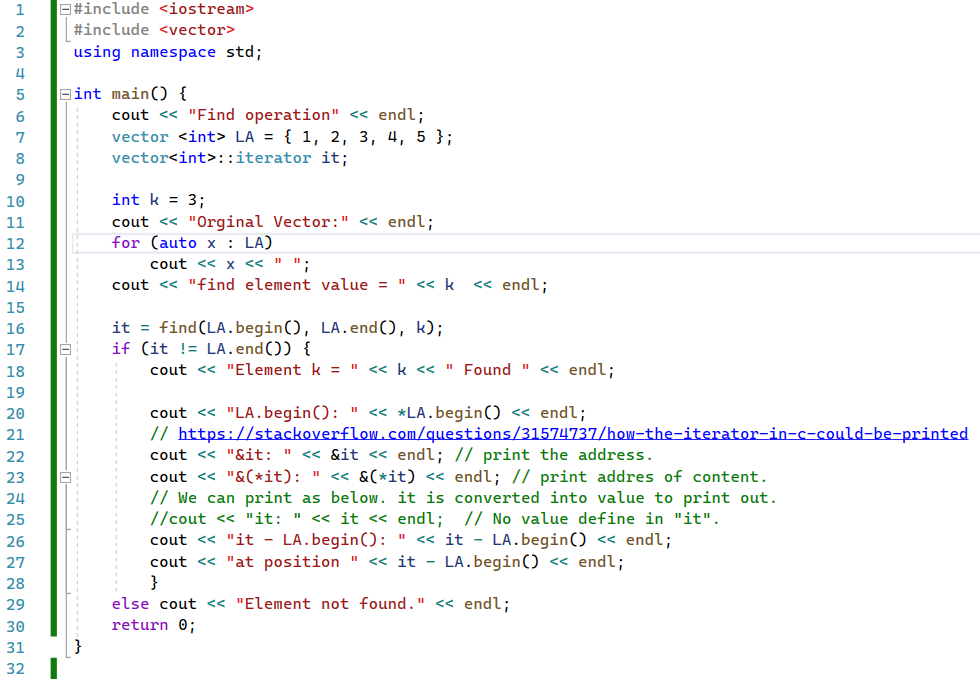 1 #include <iostream>
2 #include <vector>
3 using namespace std;
4
5 int main() {
6 cout << "Find operation" << endl;
7 vector <int> LA = { 1, 2, 3, 4, 5 };
8 vector<int>::iterator it;
9
10 int k = 3;
11 cout << "Orginal Vector:" << endl;
12 for (auto x : LA)
13 cout << x << " ";
14 cout << "find element value = " << k  << endl;
15
16 it = find(LA.begin(), LA.end(), k);
17 if (it != LA.end()) {
18 cout << "Element k = " << k << " Found " << endl;
19
20 cout << "LA.begin(): " << *LA.begin() << endl;
21 // https://stackoverflow.com/questions/31574737/how-the-iterator-in-c-could-be-printed
22 cout << "&it: " << &it << endl; // print the address.
23 cout << "&(*it): " << &(*it) << endl; // print addres of content.
24 // We can print as below. it is converted into value to print out.
25 //cout << "it: " << it << endl;  // No value define in "it".
26 cout << "it - LA.begin(): " << it - LA.begin() << endl;
27 cout << "at position " << it - LA.begin() << endl;
28 }
29 else cout << "Element not found." << endl;
30 return 0;
31 }
32